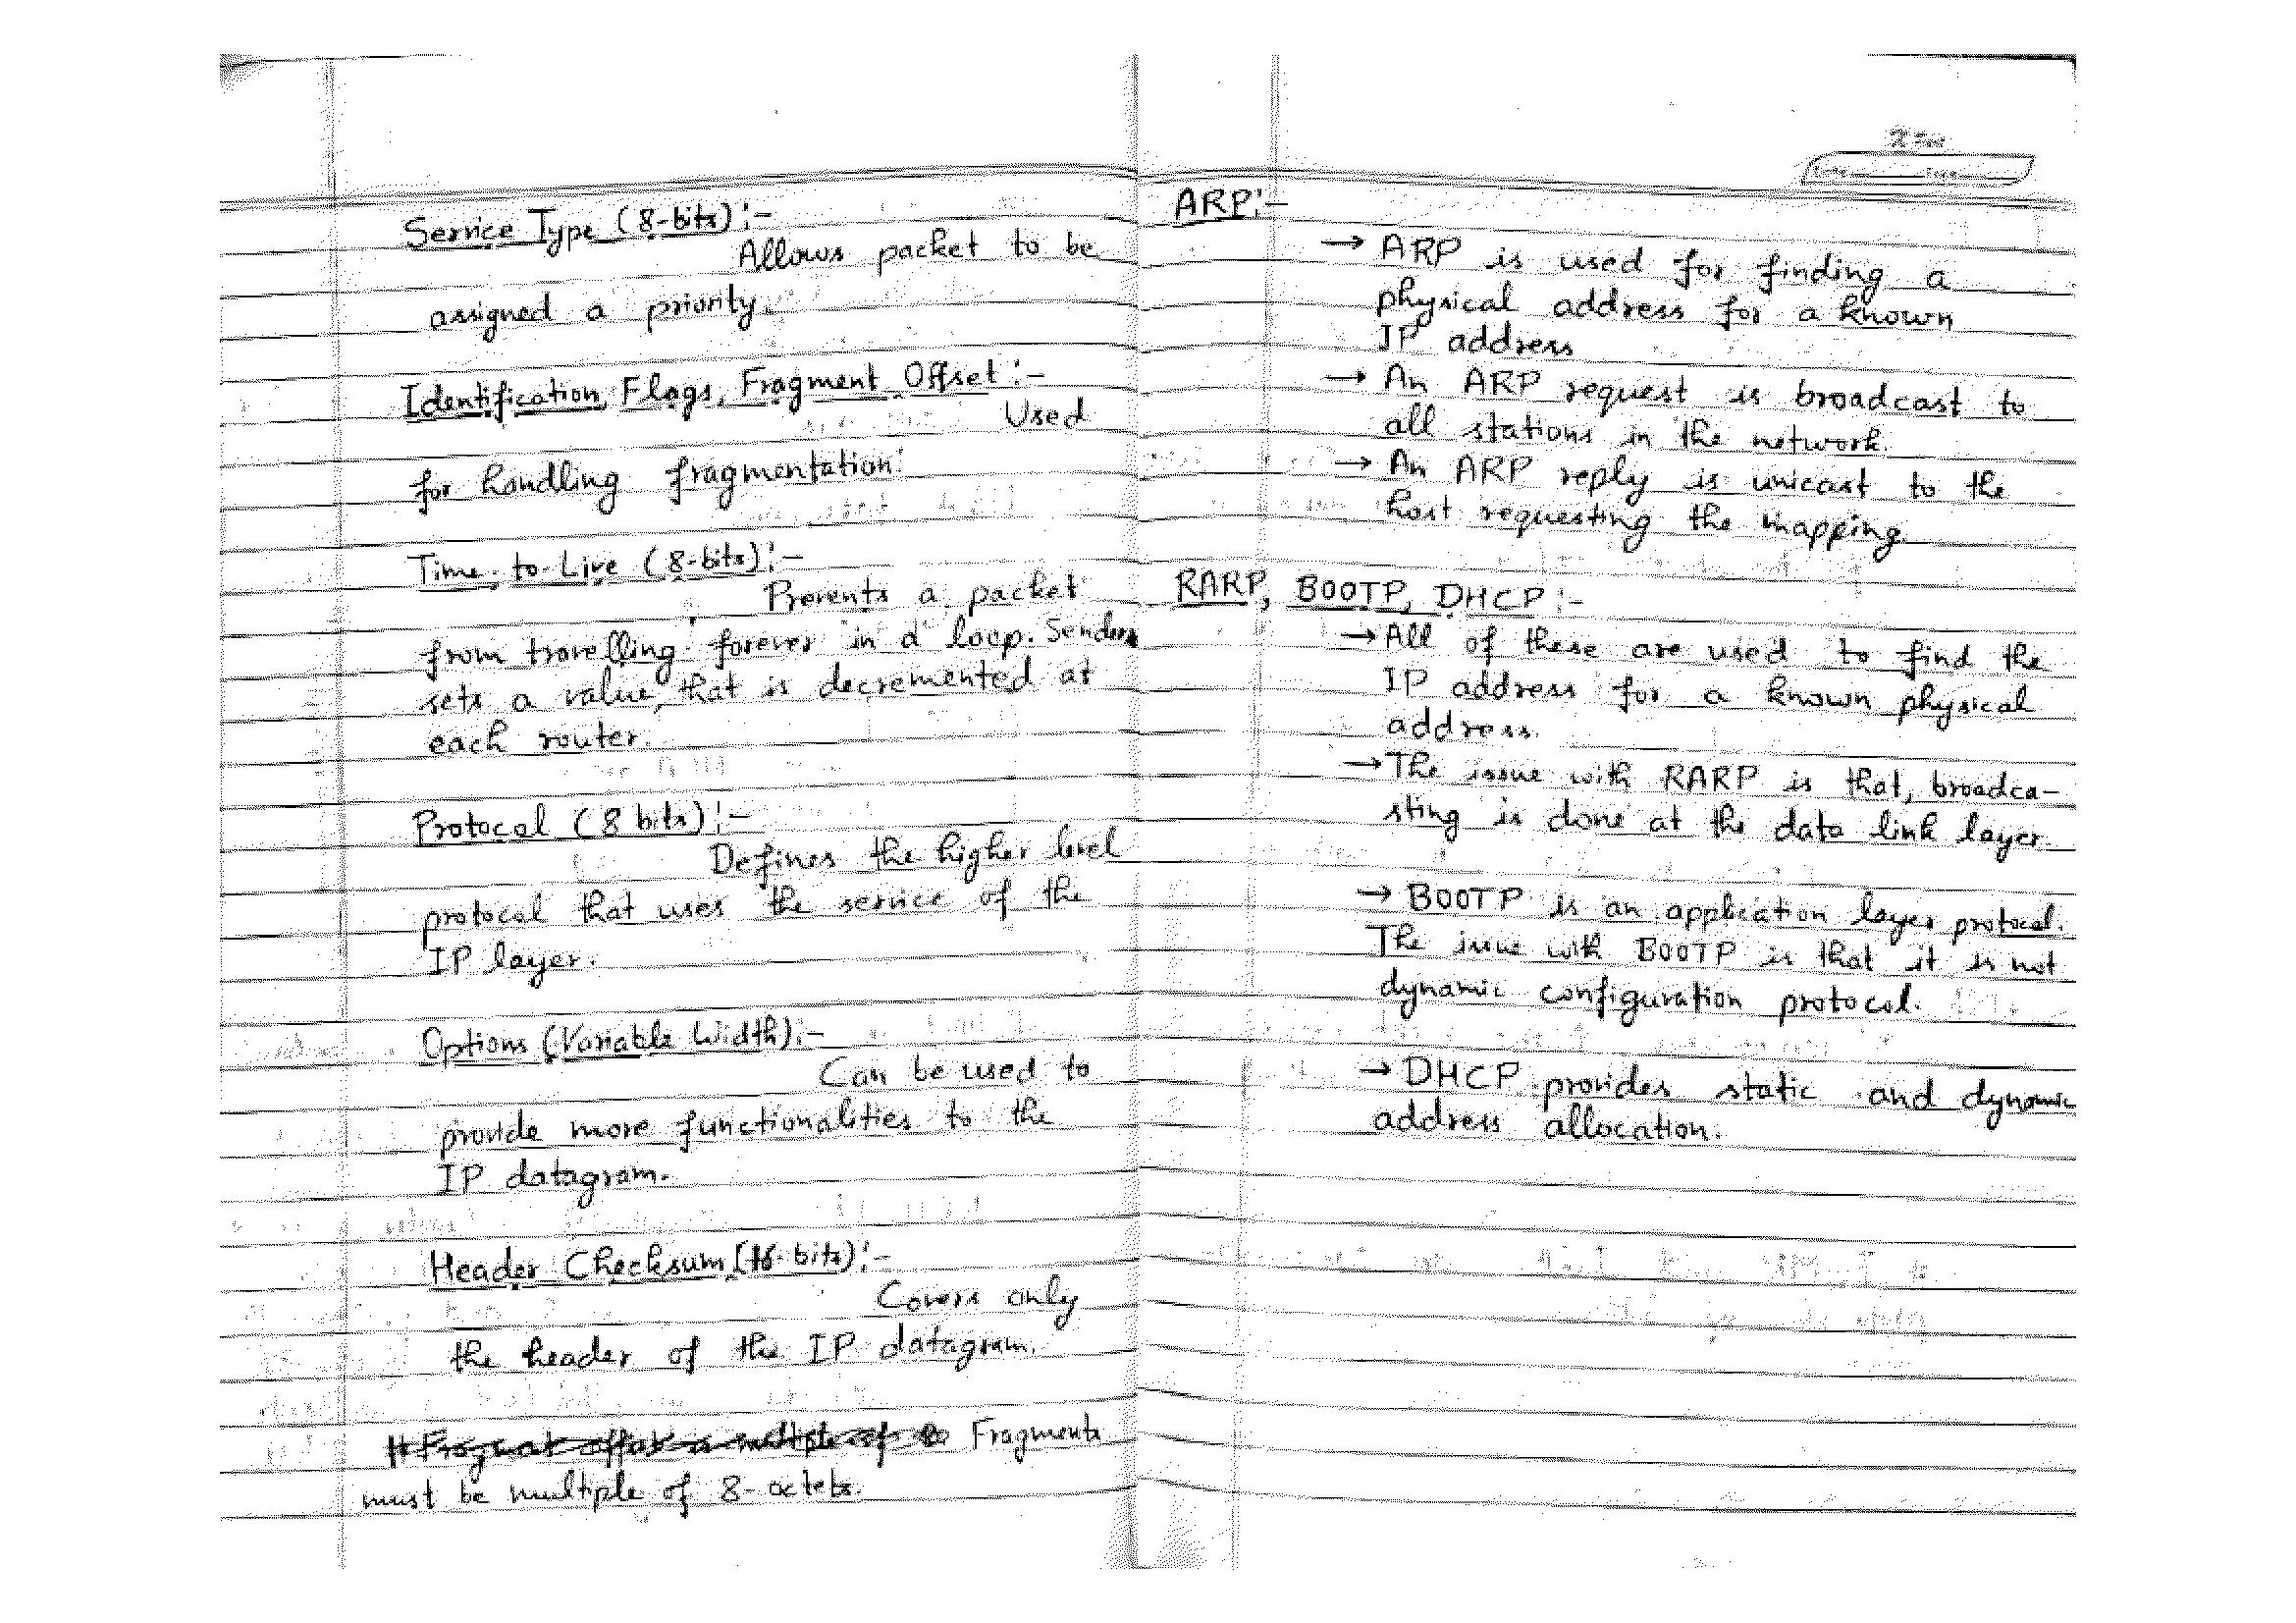 Service Type (8-bits):-
Allows packet to be
assigned a priority.
Identification, Flags, Fragment Offset:-
Used
for handling fragmentation.
Time-to-Live (8-bits):-
Prevents a packet
from travelling forever in a loop. Sender
sets a value, that is decremented at
each router.
Protocol (8 bits):-
Defines the higher level
protocol that uses the service of the
IP layer.
Options (Variable Width):-
Can be used to
provide more functionalities to the
IP datagram.
Header Checksum (16-bits):-
Covers only
the header of the IP datagram.
Fragments
must be multiple of 8-octets.
ARP:-
→ ARP is used for finding a
physical address for a known
IP address
→ An ARP request is broadcast to
all stations in the network.
→ An ARP reply is unicast to the
host requesting the mapping.
RARP, BOOTP, DHCP:-
→ All of these are used to find the
IP address for a known physical
address.
→ The issue with RARP is that, broadca-
sting is done at the data link layer.
→ BOOTP is an application layer protocol.
The issue with BOOTP is that it is not
dynamic configuration protocol.
→ DHCP provides static and dynamic
address allocation.